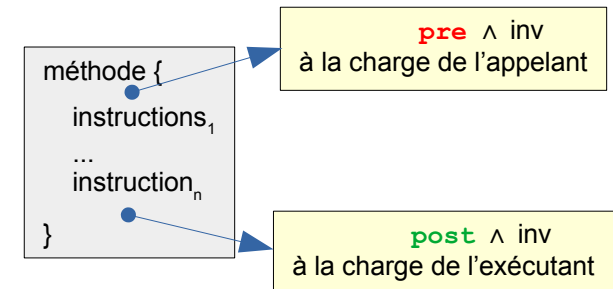 pre ∧ inv
à la charge de l’appelant
méthode {
instructions₁
...
instructionₙ
}
post ∧ inv
à la charge de l’exécutant